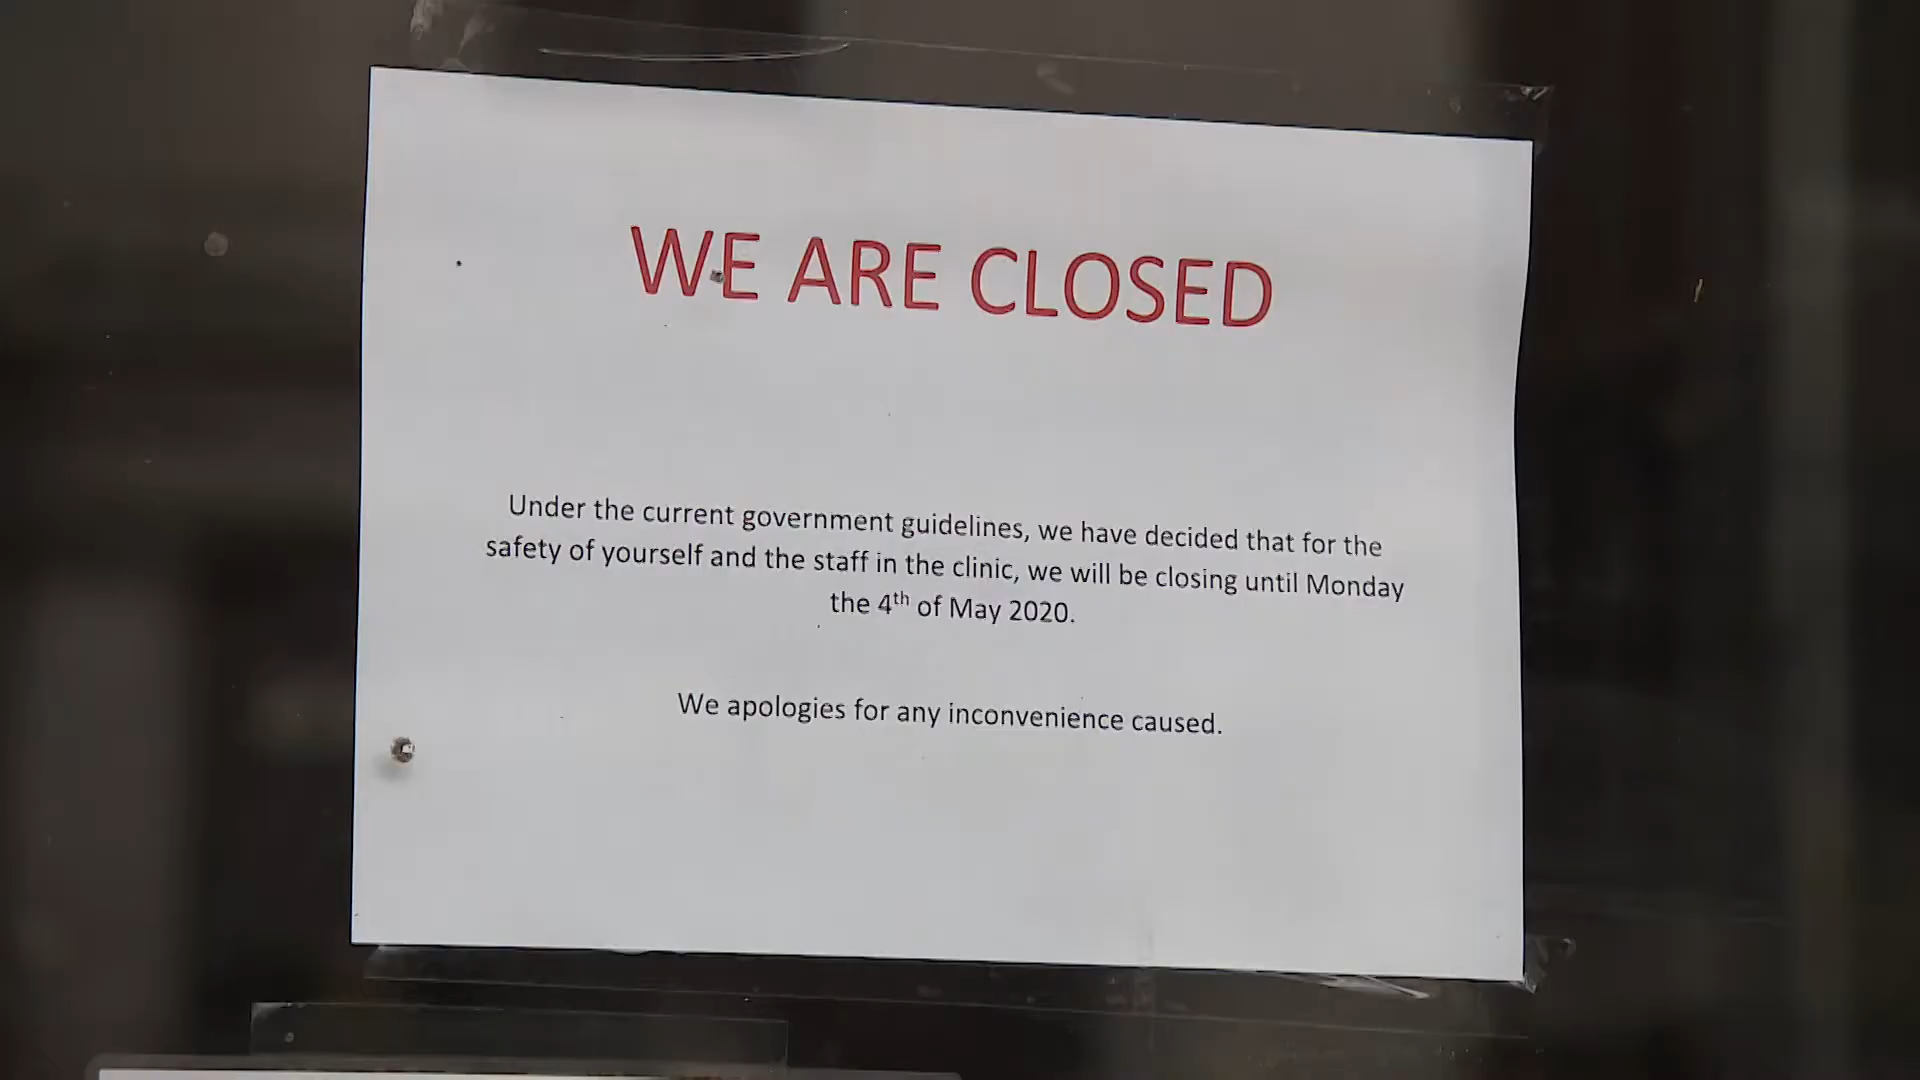 WE ARE CLOSED
Under the current government guidelines, we have decided that for the
safety of yourself and the staff in the clinic, we will be closing until Monday
the 4th of May 2020.
We apologies for any inconvenience caused.